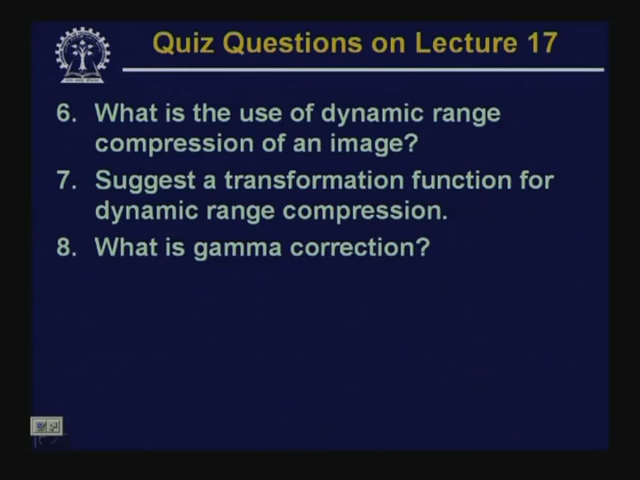 Quiz Questions on Lecture 17
6. What is the use of dynamic range
compression of an image?
7. Suggest a transformation function for
dynamic range compression.
8. What is gamma correction?